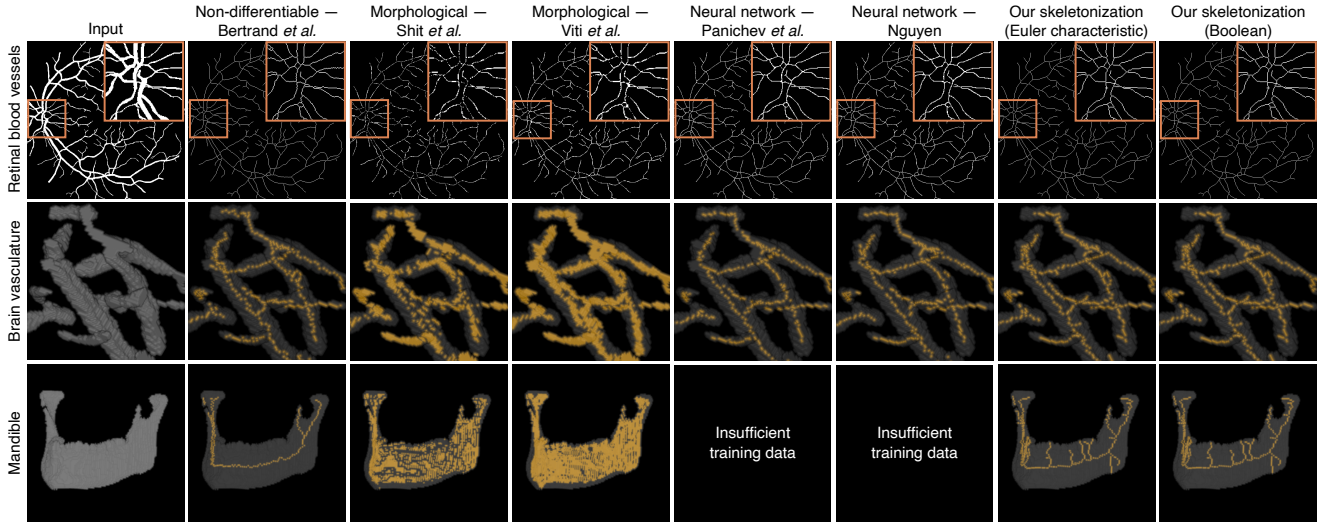 Input
Non-differentiable —
Bertrand et al.
Morphological —
Shit et al.
Morphological —
Viti et al.
Neural network —
Panichev et al.
Neural network —
Nguyen
Our skeletonization
(Euler characteristic)
Our skeletonization
(Boolean)
Retinal blood vessels
Brain vasculature
Mandible
Insufficient
training data
Insufficient
training data